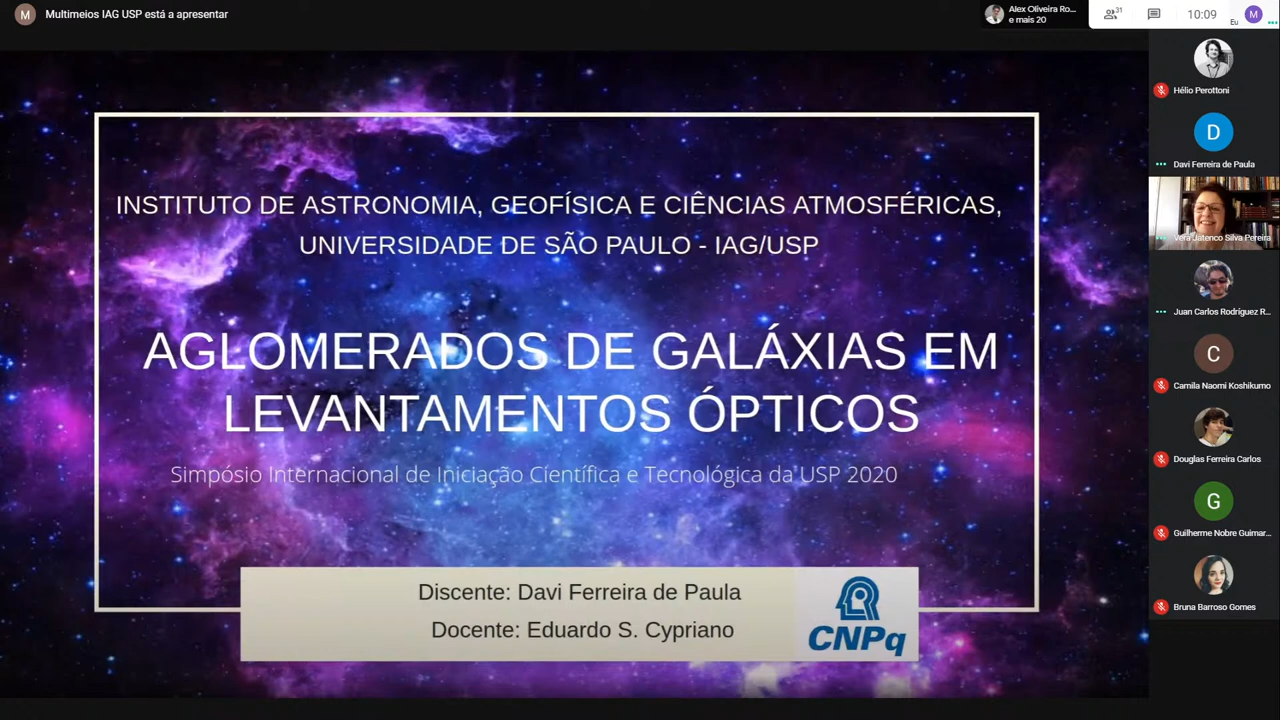 M
Multimeios IAG USP está a apresentar
Alex Oliveira Ro...
e mais 20
31
10:09
Eu
M
INSTITUTO DE ASTRONOMIA, GEOFÍSICA E CIÊNCIAS ATMOSFÉRICAS,
UNIVERSIDADE DE SÃO PAULO - IAG/USP
AGLOMERADOS DE GALÁXIAS EM
LEVANTAMENTOS ÓPTICOS
Simpósio Internacional de Iniciação Científica e Tecnológica da USP 2020
Discente: Davi Ferreira de Paula
Docente: Eduardo S. Cypriano
CNPq
Hélio Perottoni
D
Davi Ferreira de Paula
Vera Jatenco Silva Pereira
Juan Carlos Rodríguez R...
C
Camila Naomi Koshikumo
Douglas Ferreira Carlos
G
Guilherme Nobre Guimar...
Bruna Barroso Gomes